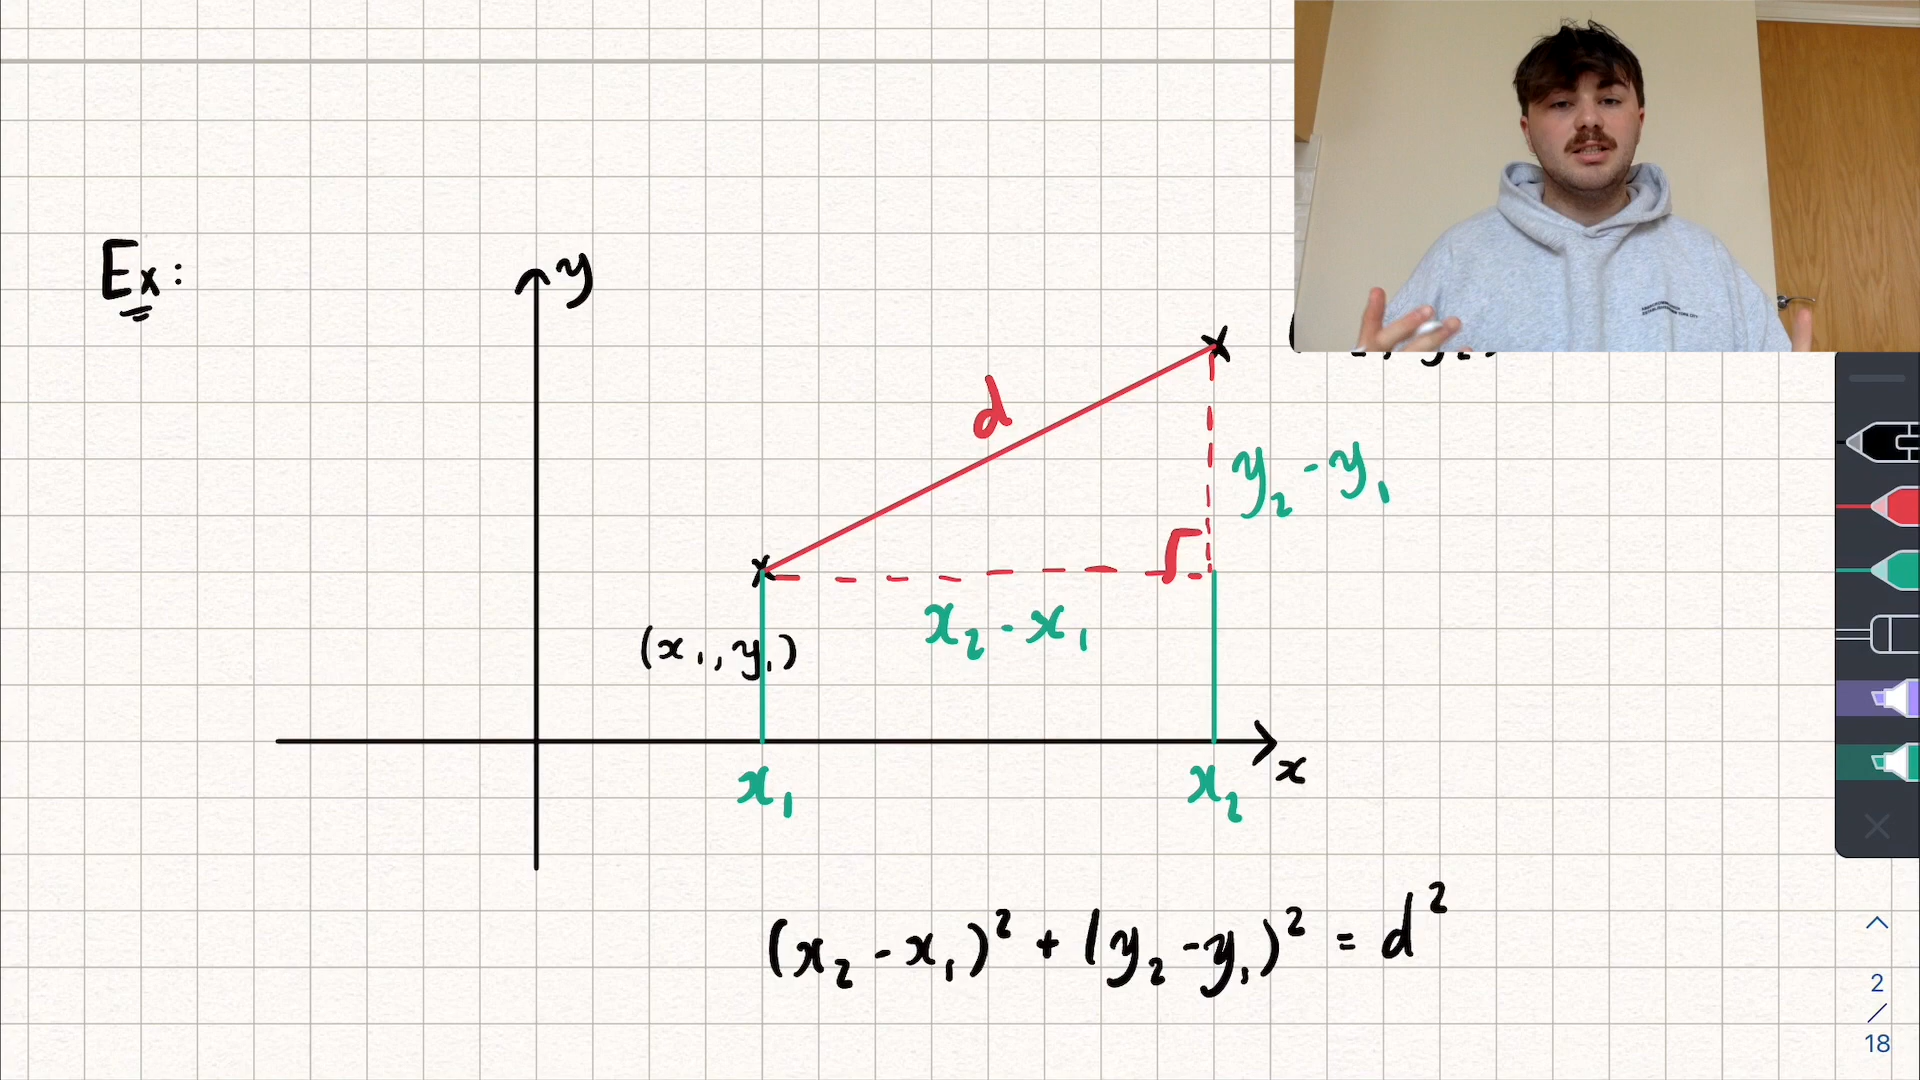 Ex:
y
d
y₂ - y₁
x₂ - x₁
(x₁, y₁)
x
x₁
x₂
(x₂ - x₁)² + (y₂ - y₁)² = d²
2
/
18